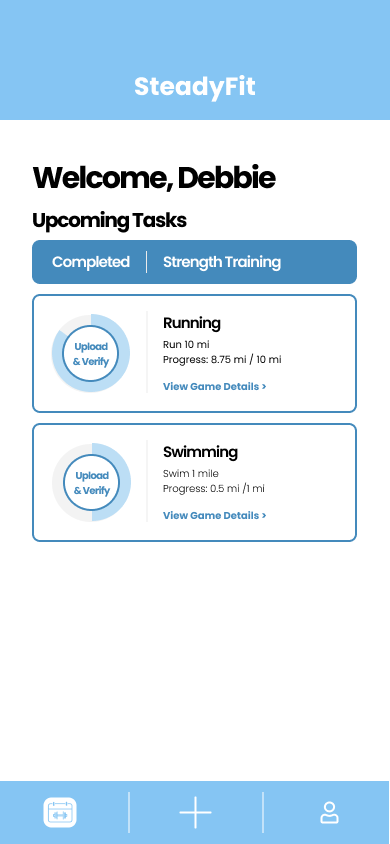 SteadyFit
Welcome, Debbie
Upcoming Tasks
Completed Strength Training
Upload
& Verify
Running
Run 10 mi
Progress: 8.75 mi / 10 mi
View Game Details >
Upload
& Verify
Swimming
Swim 1 mile
Progress: 0.5 mi /1 mi
View Game Details >